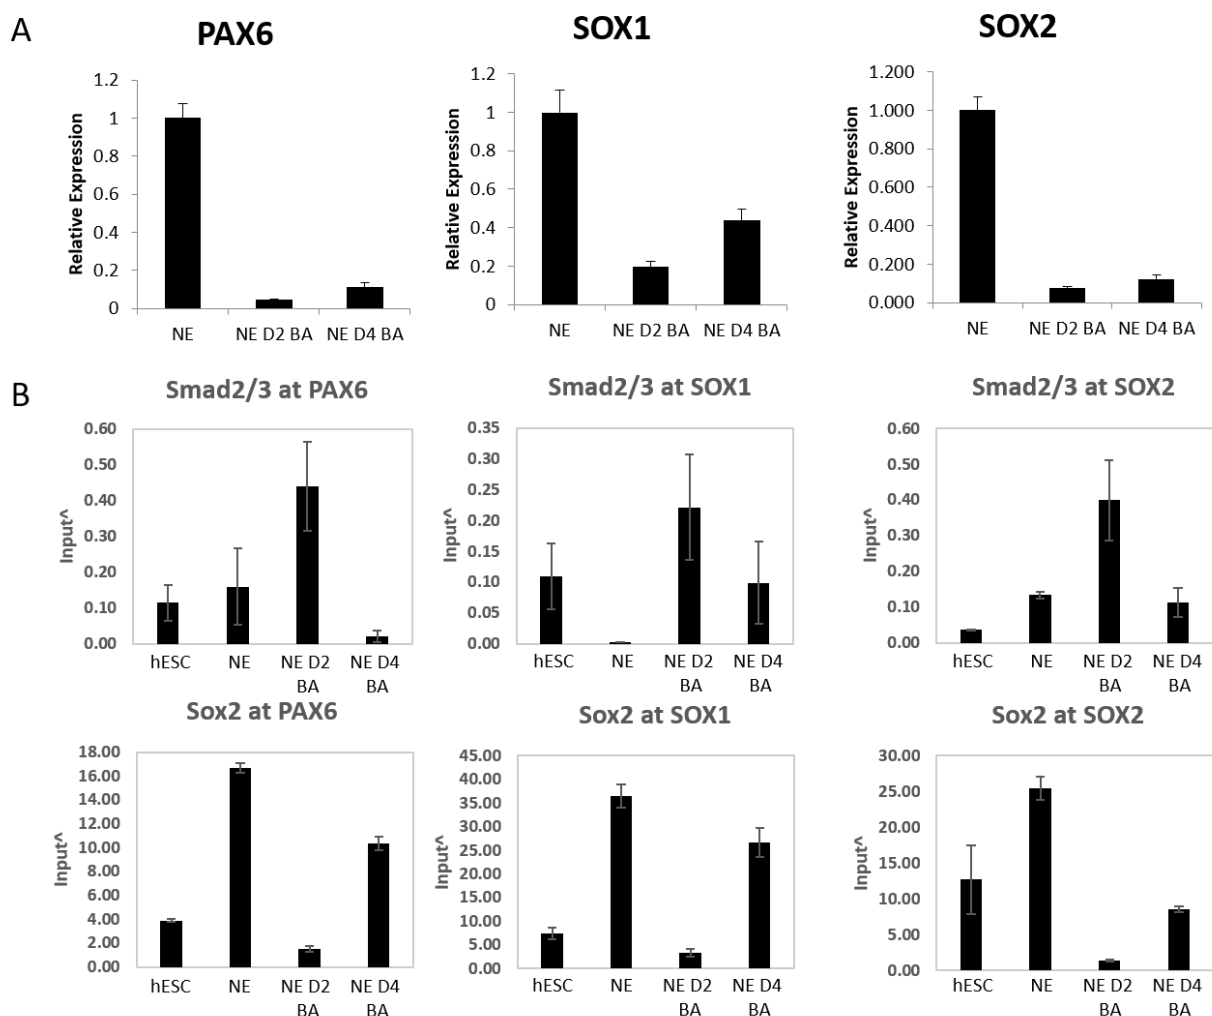 A
PAX6
SOX1
SOX2
Relative Expression
1.2
1
0.8
0.6
0.4
0.2
0
NE
NE D2 BA
NE D4 BA
Relative Expression
1.2
1
0.8
0.6
0.4
0.2
0
NE
NE D2 BA
NE D4 BA
Relative Expression
1.200
1.000
0.800
0.600
0.400
0.200
0.000
NE
NE D2 BA
NE D4 BA
B
Smad2/3 at PAX6
Input^
0.60
0.50
0.40
0.30
0.20
0.10
0.00
hESC
NE
NE D2
BA
NE D4
BA
Smad2/3 at SOX1
Input^
0.35
0.30
0.25
0.20
0.15
0.10
0.05
0.00
hESC
NE
NE D2
BA
NE D4
BA
Smad2/3 at SOX2
Input^
0.60
0.50
0.40
0.30
0.20
0.10
0.00
hESC
NE
NE D2
BA
NE D4
BA
Sox2 at PAX6
Input^
18.00
16.00
14.00
12.00
10.00
8.00
6.00
4.00
2.00
0.00
hESC
NE
NE D2
BA
NE D4
BA
Sox2 at SOX1
Input^
45.00
40.00
35.00
30.00
25.00
20.00
15.00
10.00
5.00
0.00
hESC
NE
NE D2
BA
NE D4
BA
Sox2 at SOX2
Input^
30.00
25.00
20.00
15.00
10.00
5.00
0.00
hESC
NE
NE D2
BA
NE D4
BA